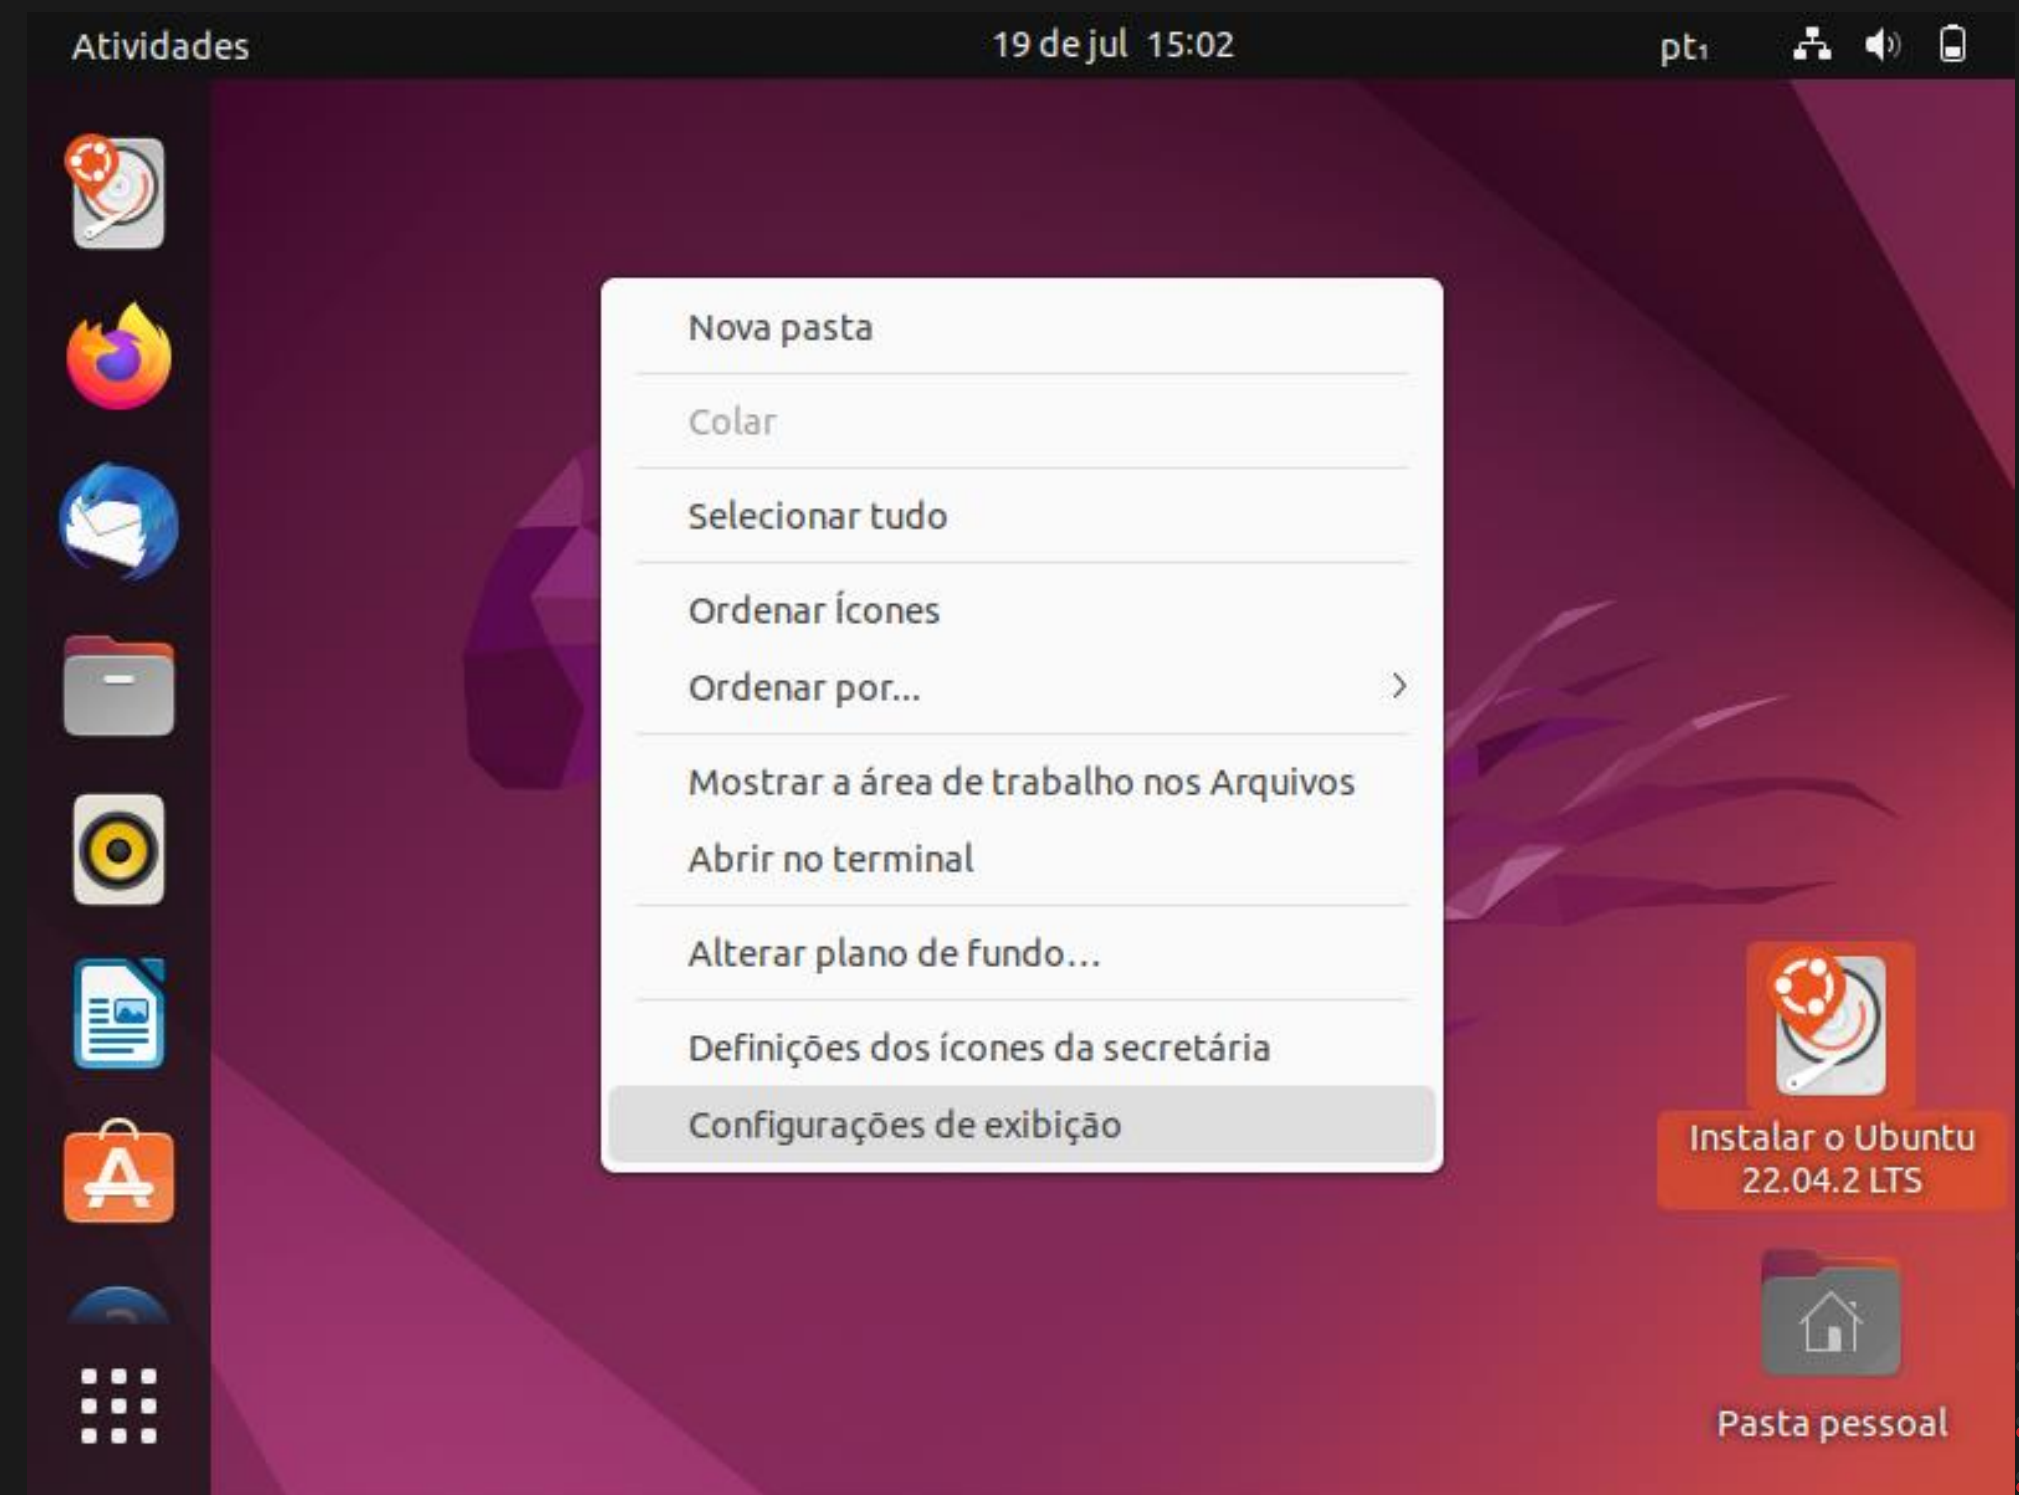 Atividades
19 de jul 15:02
pt₁
Nova pasta
Colar
Selecionar tudo
Ordenar Ícones
Ordenar por...
Mostrar a área de trabalho nos Arquivos
Abrir no terminal
Alterar plano de fundo…
Definições dos ícones da secretária
Configurações de exibição
Instalar o Ubuntu
22.04.2 LTS
Pasta pessoal